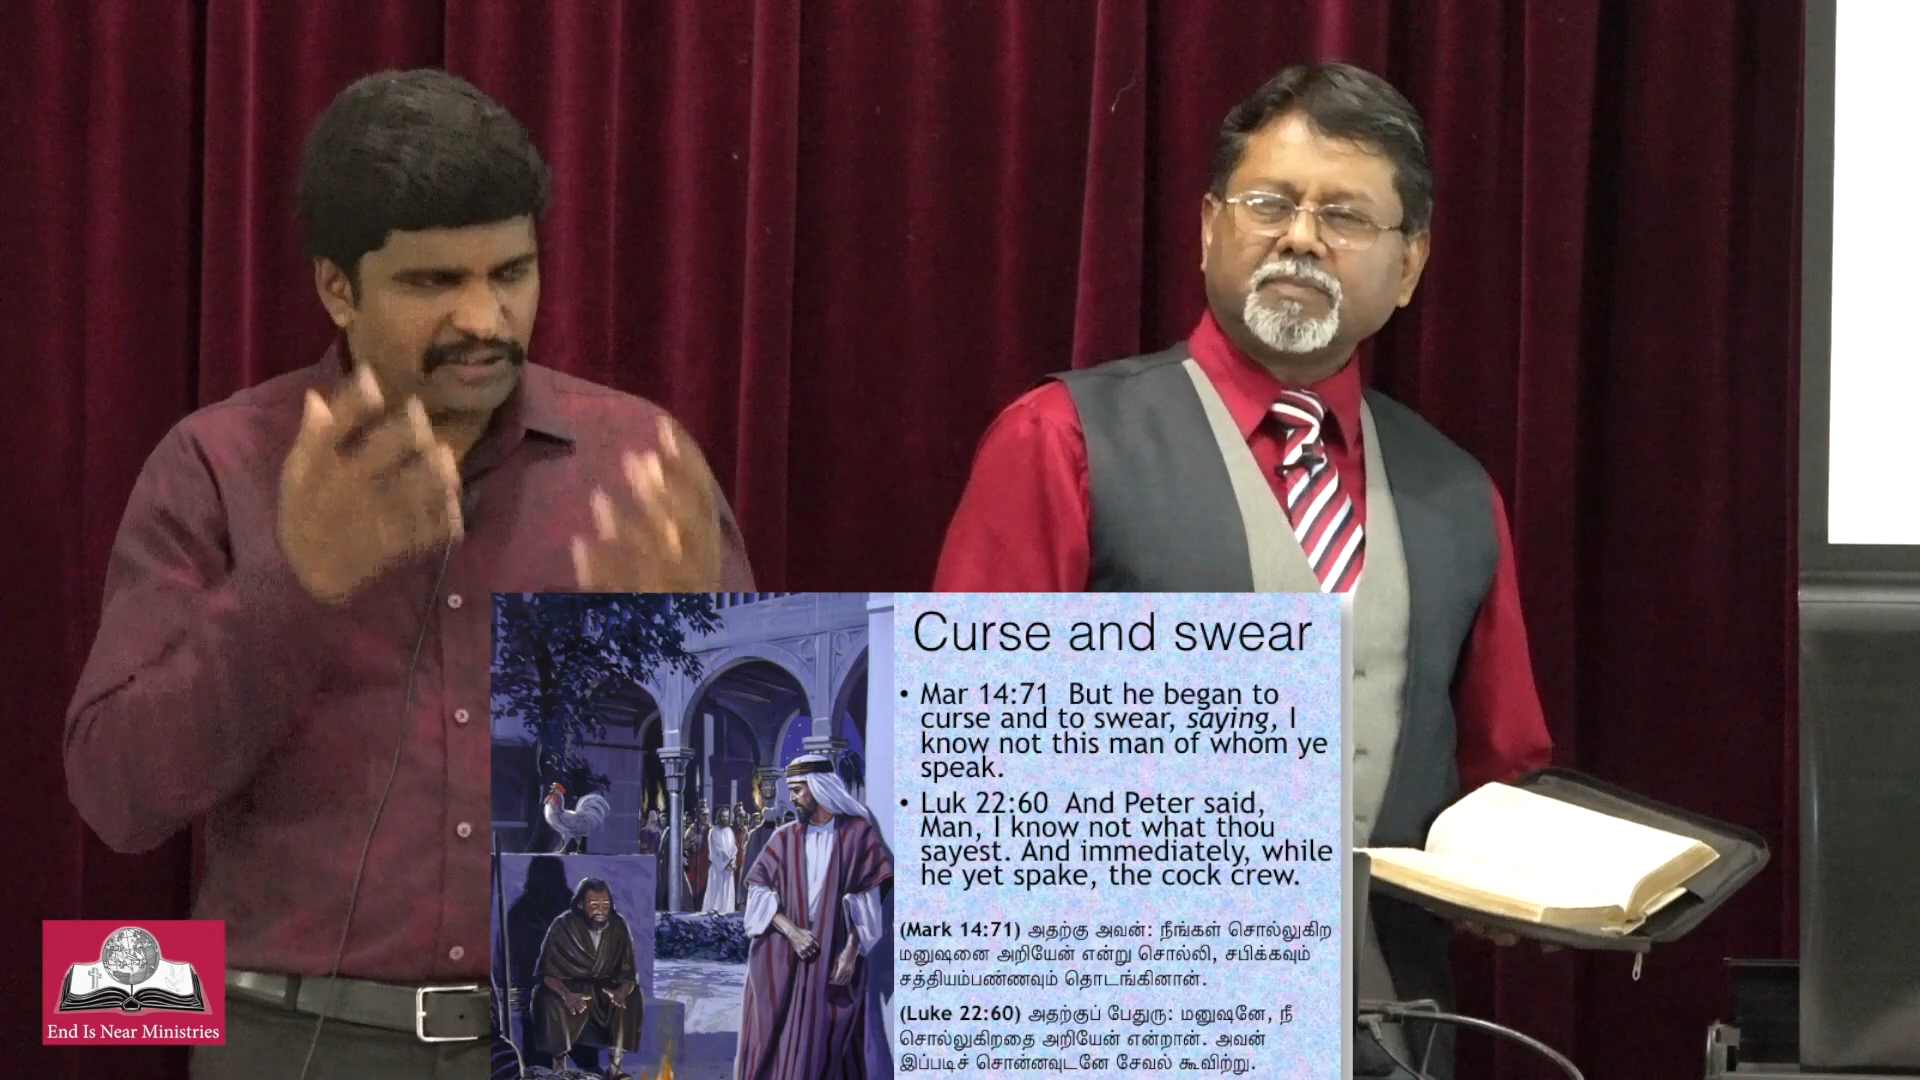 Curse and swear
• Mar 14:71 But he began to
curse and to swear, saying, I
know not this man of whom ye
speak.
• Luk 22:60 And Peter said,
Man, I know not what thou
sayest. And immediately, while
he yet spake, the cock crew.
(Mark 14:71) அதற்கு அவன்: நீங்கள் சொல்லுகிற
மனுஷனை அறியேன் என்று சொல்லி, சபிக்கவும்
சத்தியம்பண்ணவும் தொடங்கினான்.
(Luke 22:60) அதற்குப் பேதுரு: மனுஷனே, நீ
சொல்லுகிறதை அறியேன் என்றான். அவன்
இப்படிச் சொன்னவுடனே சேவல் கூவிற்று.
End Is Near Ministries